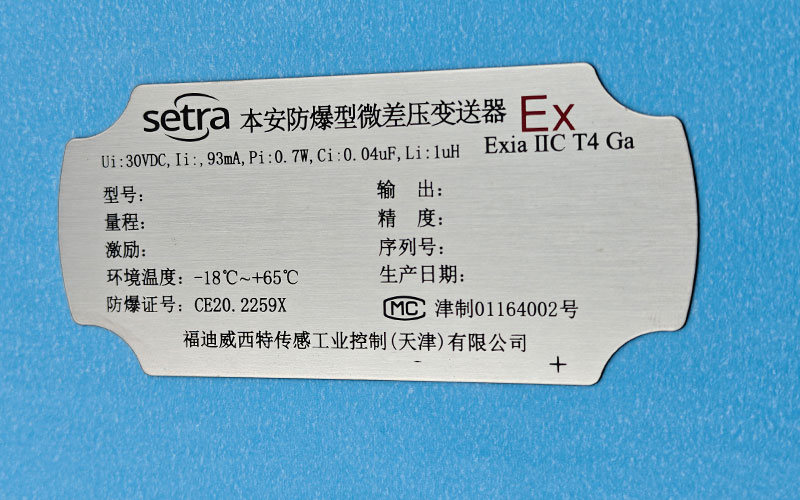 setra 本安防爆型微差压变送器 Ex
Ui:30VDC,Ii:,93mA,Pi:0.7W,Ci:0.04uF,Li:1uH Exia IIC T4 Ga
型号: 输 出:
量程: 精 度:
激励: 序列号:
环境温度: -18℃~+65℃ 生产日期:
防爆证号: CE20.2259X MC 津制01164002号
福迪威西特传感工业控制(天津)有限公司
- +